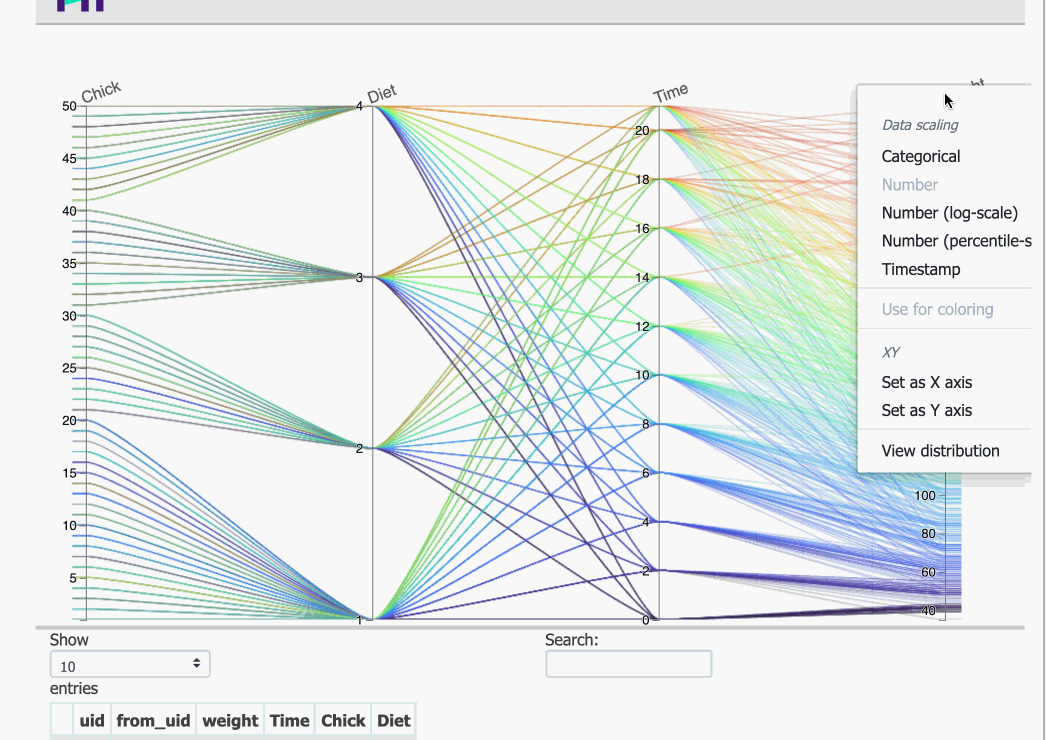 Chick
Diet
Time
ht
50
45
40
35
30
25
20
15
10
5
4
3
2
1
20
18
16
14
12
10
8
6
4
2
0
Data scaling
Categorical
Number
Number (log-scale)
Number (percentile-s
Timestamp
Use for coloring
XY
Set as X axis
Set as Y axis
View distribution
100
80
60
40
Show
10
entries
Search:
uid from_uid weight Time Chick Diet